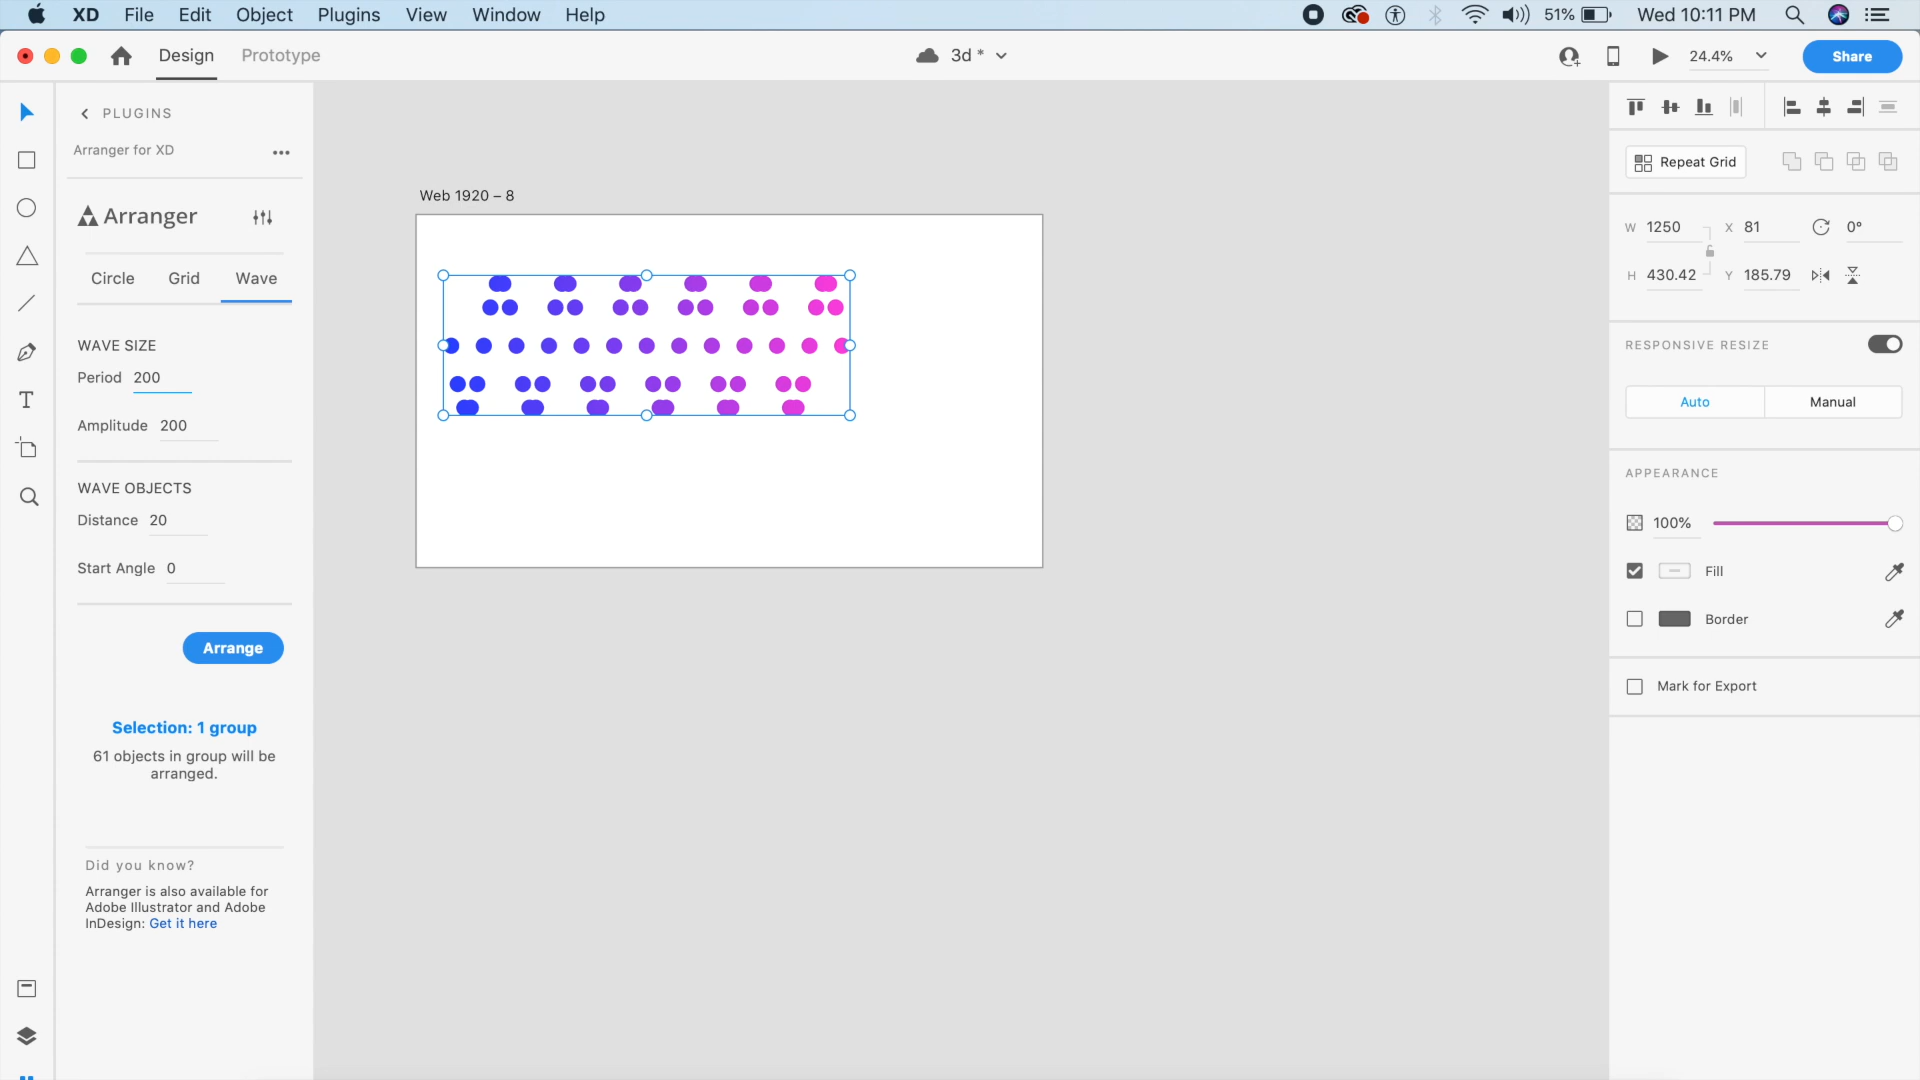 XD File Edit Object Plugins View Window Help 51% Wed 10:11 PM
Design Prototype 3d * 24.4% Share
PLUGINS
Arranger for XD
Arranger
Circle Grid Wave
WAVE SIZE
Period 200
Amplitude 200
WAVE OBJECTS
Distance 20
Start Angle 0
Arrange
Selection: 1 group
61 objects in group will be
arranged.
Did you know?
Arranger is also available for
Adobe Illustrator and Adobe
InDesign: Get it here
Web 1920 – 8
Repeat Grid
W 1250 X 81 0°
H 430.42 Y 185.79
RESPONSIVE RESIZE
Auto Manual
APPEARANCE
100%
Fill
Border
Mark for Export